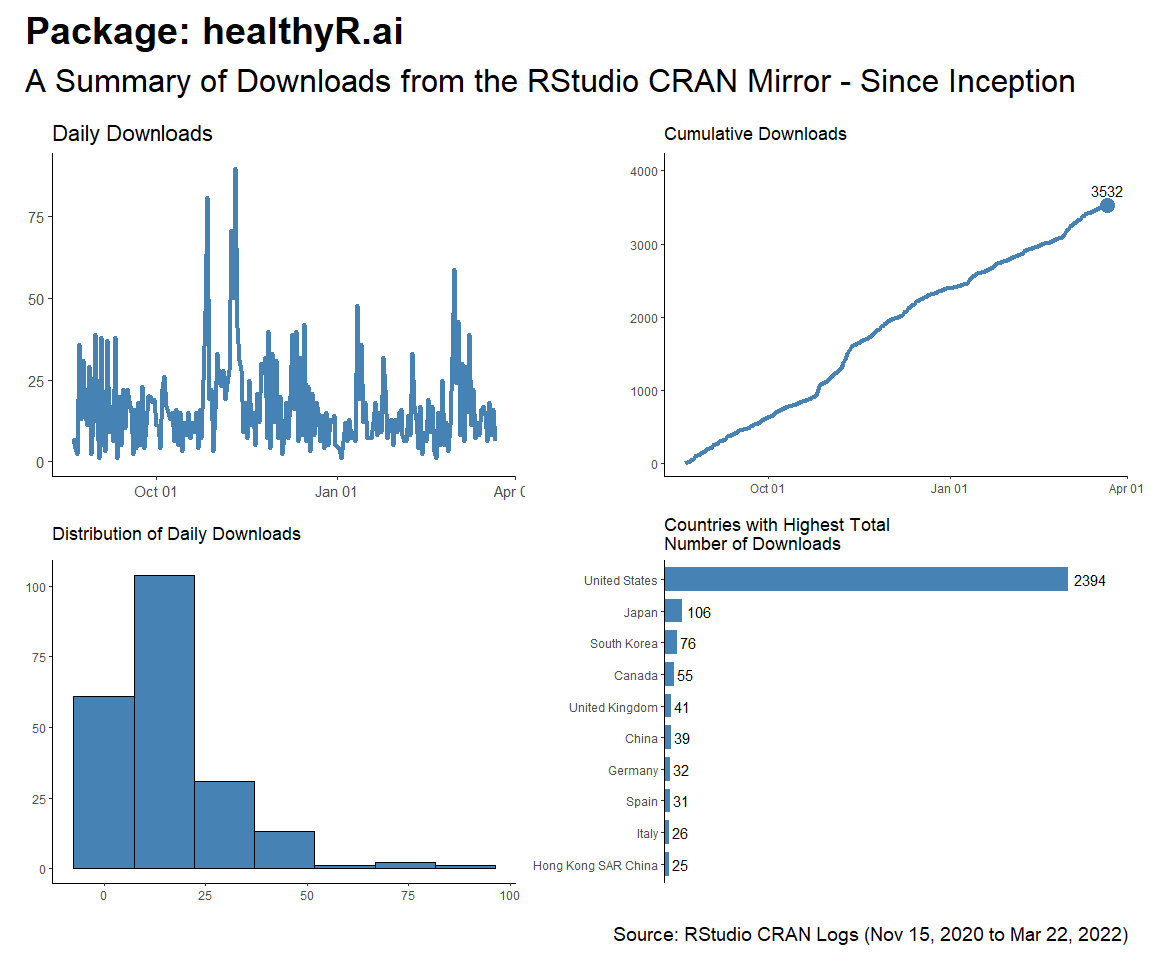 Package: healthyR.ai
A Summary of Downloads from the RStudio CRAN Mirror - Since Inception
Daily Downloads
75
50
25
0
Oct 01
Jan 01
Apr 0
Cumulative Downloads
4000
3000
2000
1000
0
3532
Oct 01
Jan 01
Apr 01
Distribution of Daily Downloads
100
75
50
25
0
0
25
50
75
100
Countries with Highest Total
Number of Downloads
United States 2394
Japan 106
South Korea 76
Canada 55
United Kingdom 41
China 39
Germany 32
Spain 31
Italy 26
Hong Kong SAR China 25
Source: RStudio CRAN Logs (Nov 15, 2020 to Mar 22, 2022)